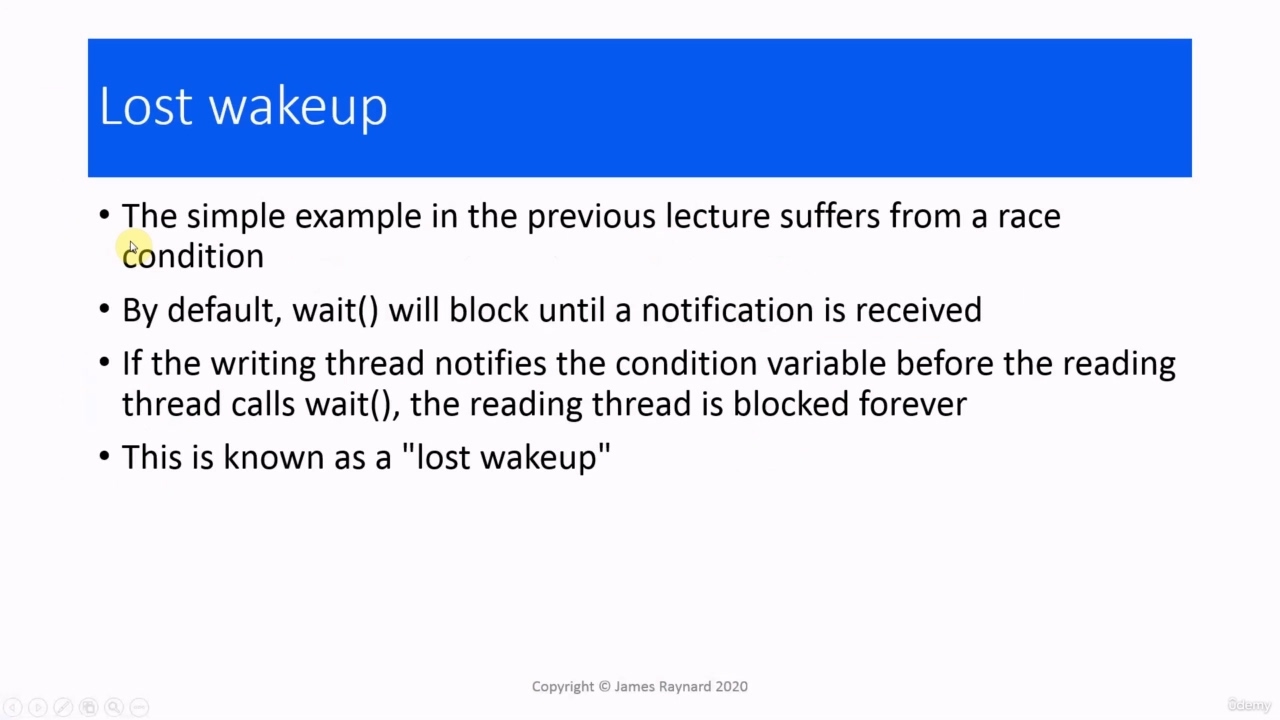 Lost wakeup
• The simple example in the previous lecture suffers from a race
condition
• By default, wait() will block until a notification is received
• If the writing thread notifies the condition variable before the reading
thread calls wait(), the reading thread is blocked forever
• This is known as a "lost wakeup"
Copyright © James Raynard 2020
ûdemy